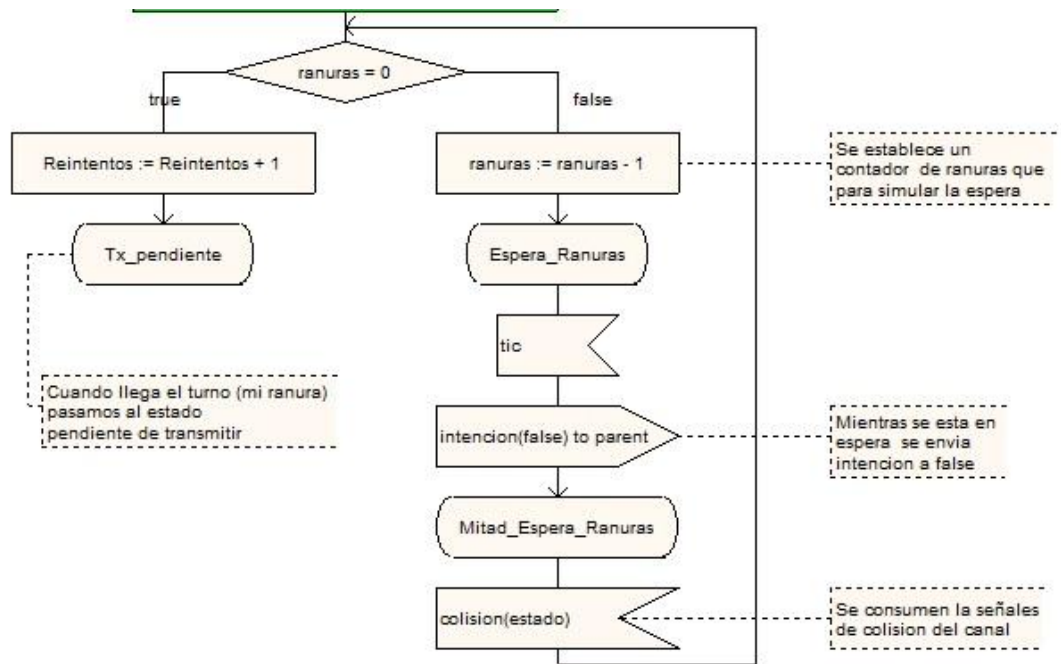 ranuras = 0
true
false
Reintentos := Reintentos + 1
ranuras := ranuras - 1
Se establece un
contador de ranuras que
para simular la espera
Tx_pendiente
Espera_Ranuras
tic
Cuando llega el turno (mi ranura)
pasamos al estado
pendiente de transmitir
intencion(false) to parent
Mientras se esta en
espera se envia
intencion a false
Mitad_Espera_Ranuras
colision(estado)
Se consumen la señales
de colision del canal